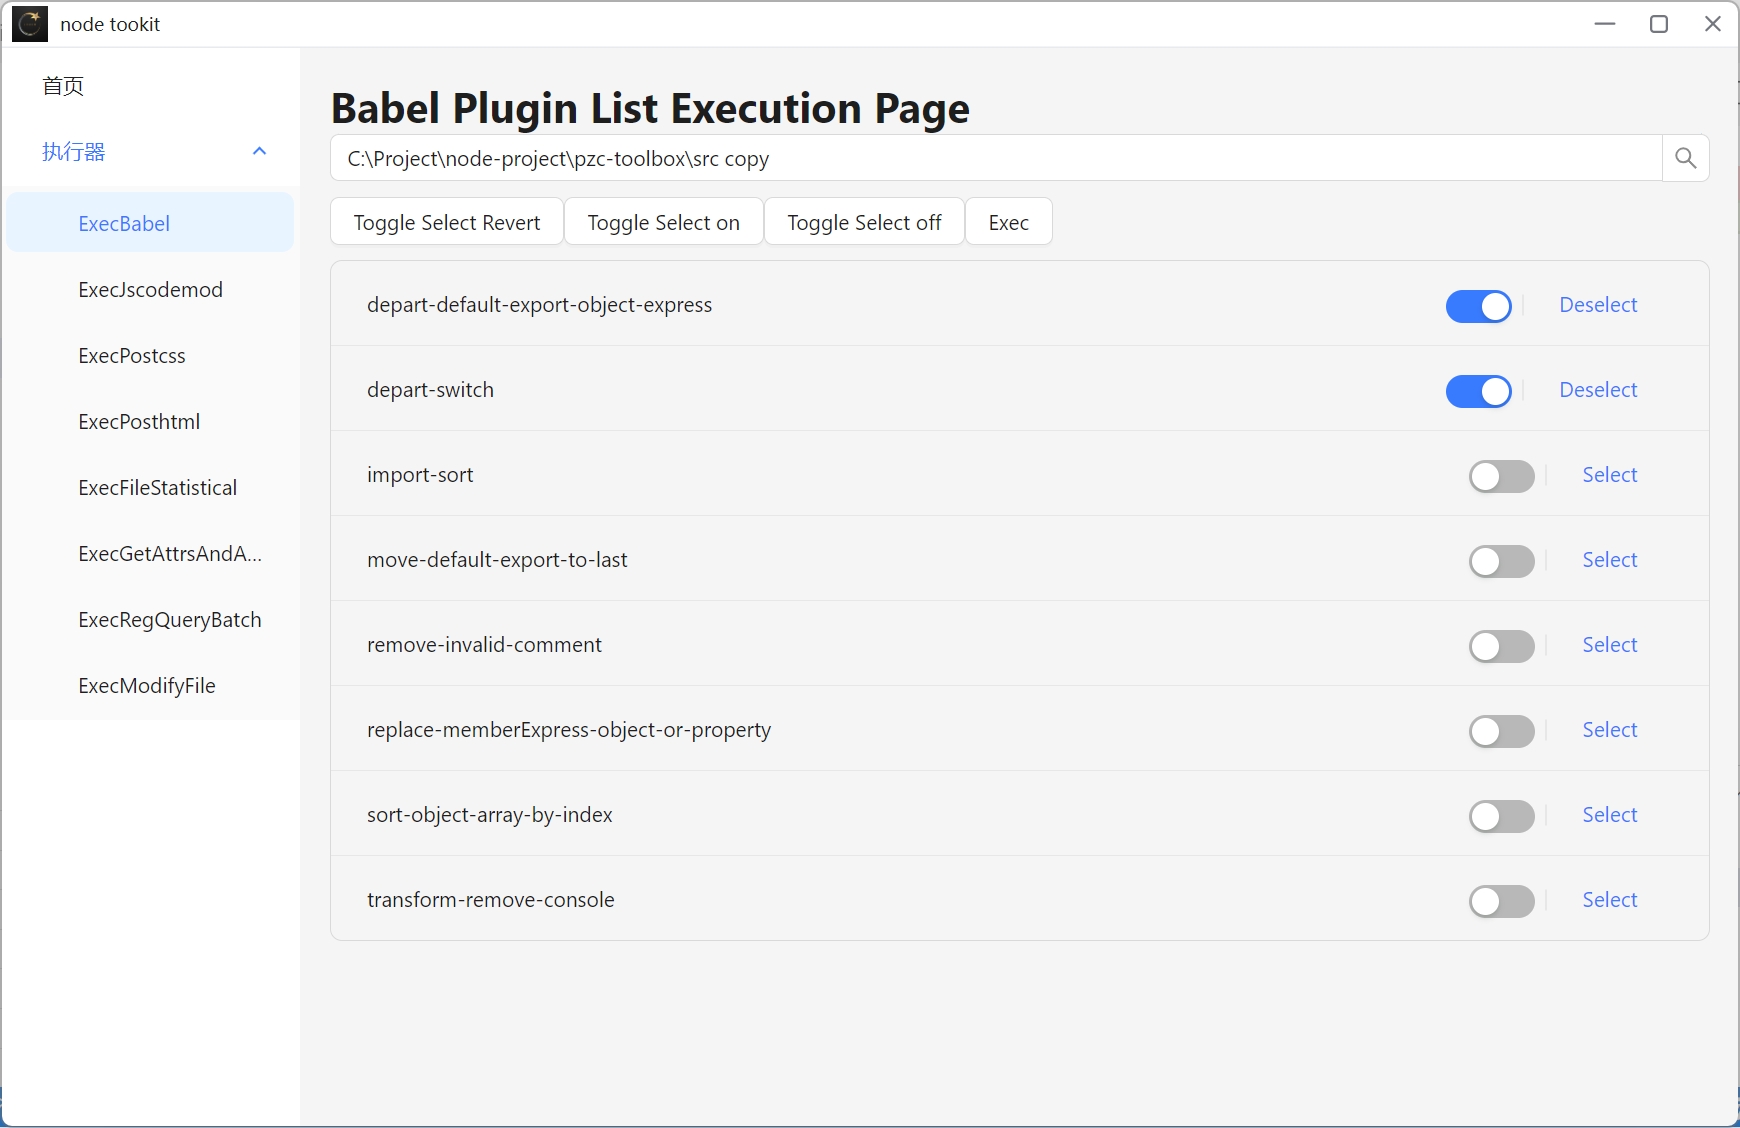 node tookit
首页
执行器
ExecBabel
ExecJscodemod
ExecPostcss
ExecPosthtml
ExecFileStatistical
ExecGetAttrsAndA...
ExecRegQueryBatch
ExecModifyFile
Babel Plugin List Execution Page
C:\Project\node-project\pzc-toolbox\src copy
Toggle Select Revert Toggle Select on Toggle Select off Exec
depart-default-export-object-express Deselect
depart-switch Deselect
import-sort Select
move-default-export-to-last Select
remove-invalid-comment Select
replace-memberExpress-object-or-property Select
sort-object-array-by-index Select
transform-remove-console Select